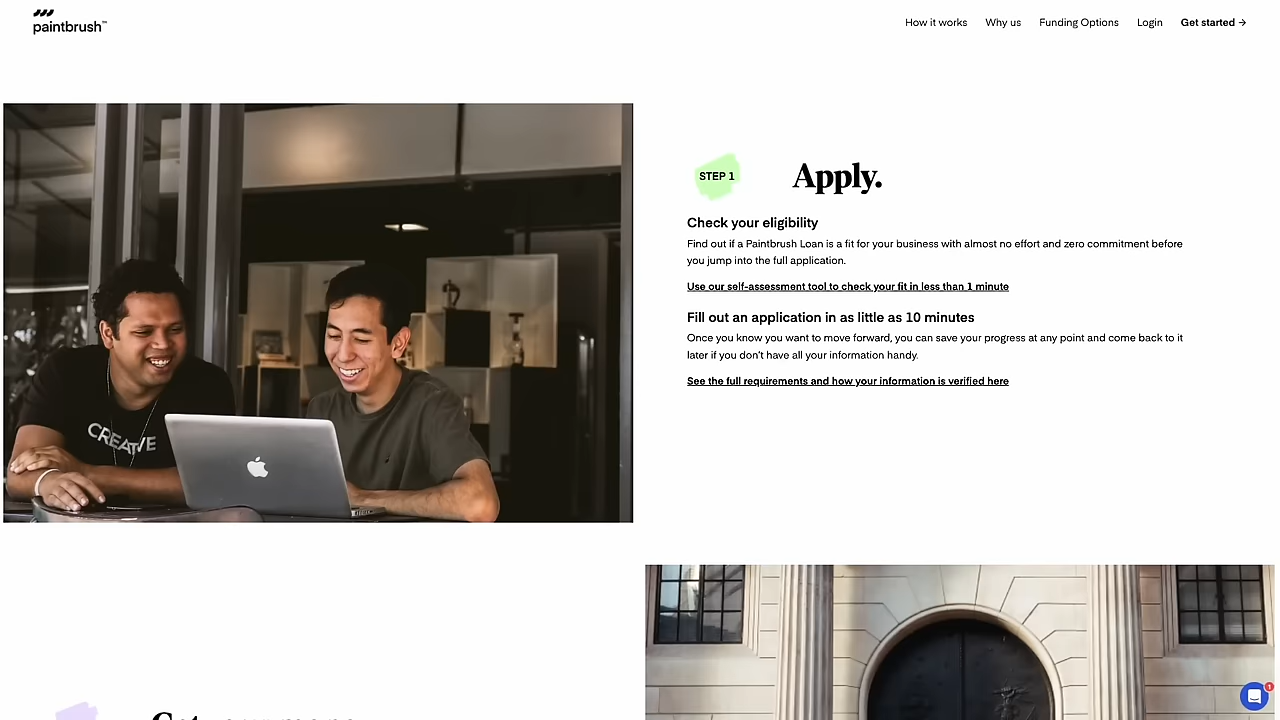 paintbrush™
How it works
Why us
Funding Options
Login
Get started →
STEP 1
Apply.
Check your eligibility
Find out if a Paintbrush Loan is a fit for your business with almost no effort and zero commitment before
you jump into the full application.
Use our self-assessment tool to check your fit in less than 1 minute
Fill out an application in as little as 10 minutes
Once you know you want to move forward, you can save your progress at any point and come back to it
later if you don't have all your information handy.
See the full requirements and how your information is verified here
CREATIVE
1